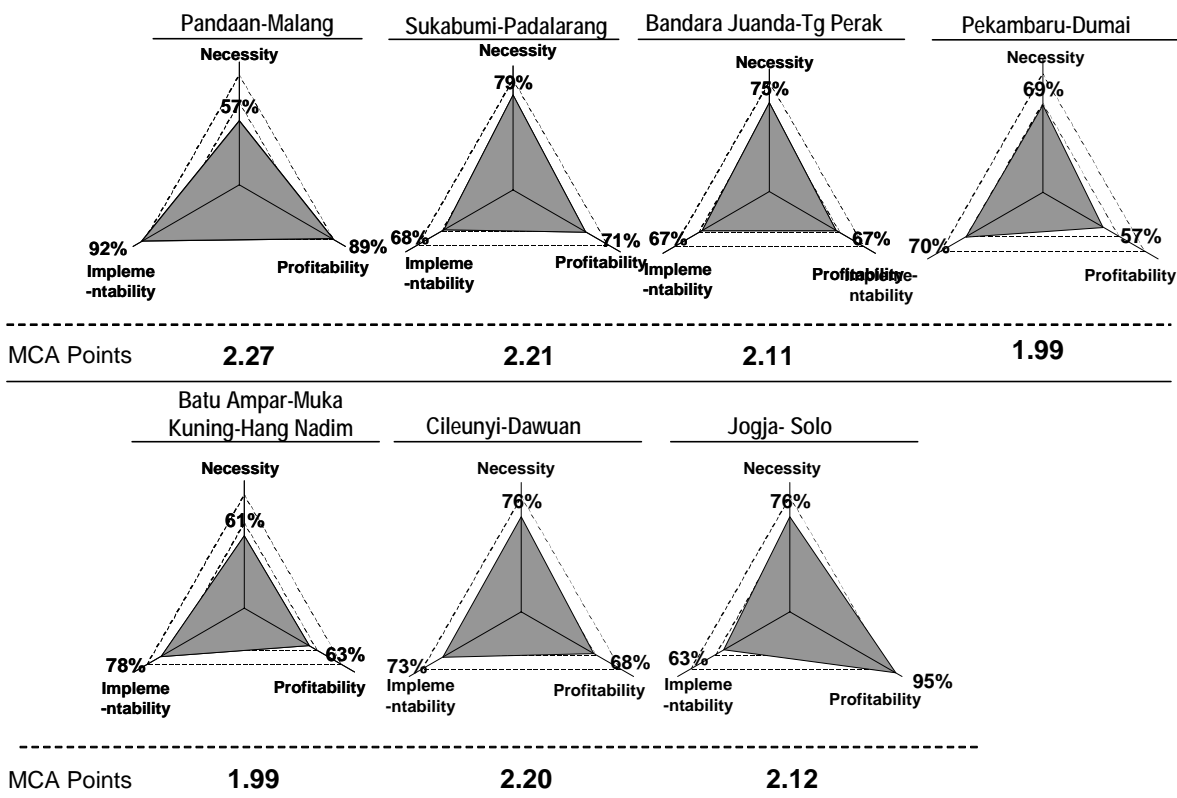 Pandaan-Malang
Necessity
57%
92%
Impleme
-ntability
89%
Profitability
Sukabumi-Padalarang
Necessity
79%
68%
Impleme
-ntability
71%
Profitability
Bandara Juanda-Tg Perak
Necessity
75%
67%
Impleme
-ntability
67%
Profitability
Pekambaru-Dumai
Necessity
69%
70%
Impleme-
ntability
57%
Profitability
MCA Points 2.27 2.21 2.11 1.99
Batu Ampar-Muka
Kuning-Hang Nadim
Necessity
61%
78%
Impleme
-ntability
63%
Profitability
Cileunyi-Dawuan
Necessity
76%
73%
Impleme
-ntability
68%
Profitability
Jogja- Solo
Necessity
76%
63%
Impleme
-ntability
95%
Profitability
MCA Points 1.99 2.20 2.12